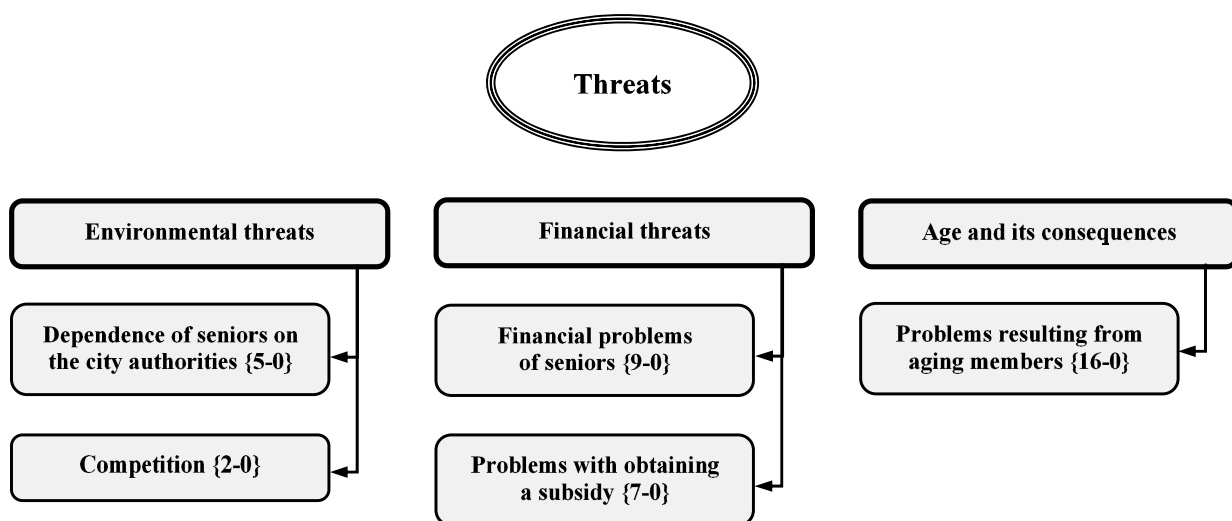 Threats
Environmental threats
Dependence of seniors on
the city authorities {5-0}
Competition {2-0}
Financial threats
Financial problems
of seniors {9-0}
Problems with obtaining
a subsidy {7-0}
Age and its consequences
Problems resulting from
aging members {16-0}